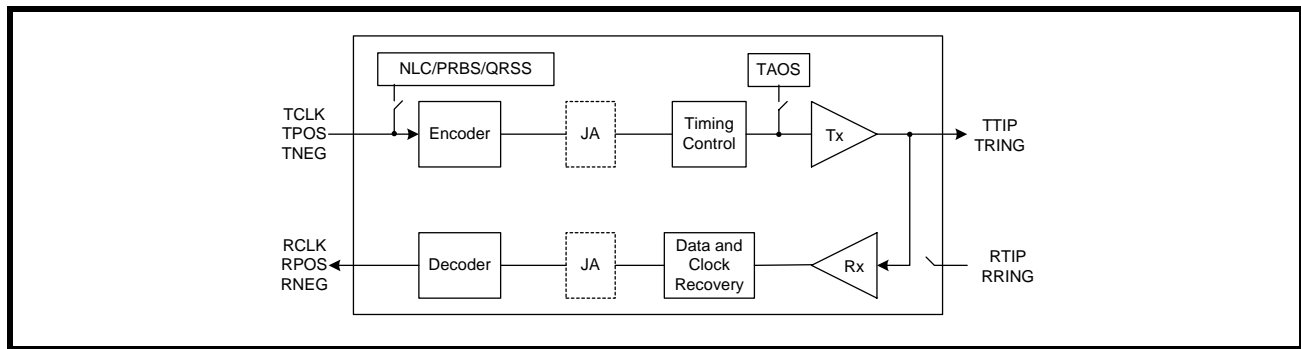 NLC/PRBS/QRSS
TAOS
TCLK
TPOS
TNEG
Encoder
JA
Timing
Control
Tx
TTIP
TRING
RCLK
RPOS
RNEG
Decoder
JA
Data and
Clock
Recovery
Rx
RTIP
RRING